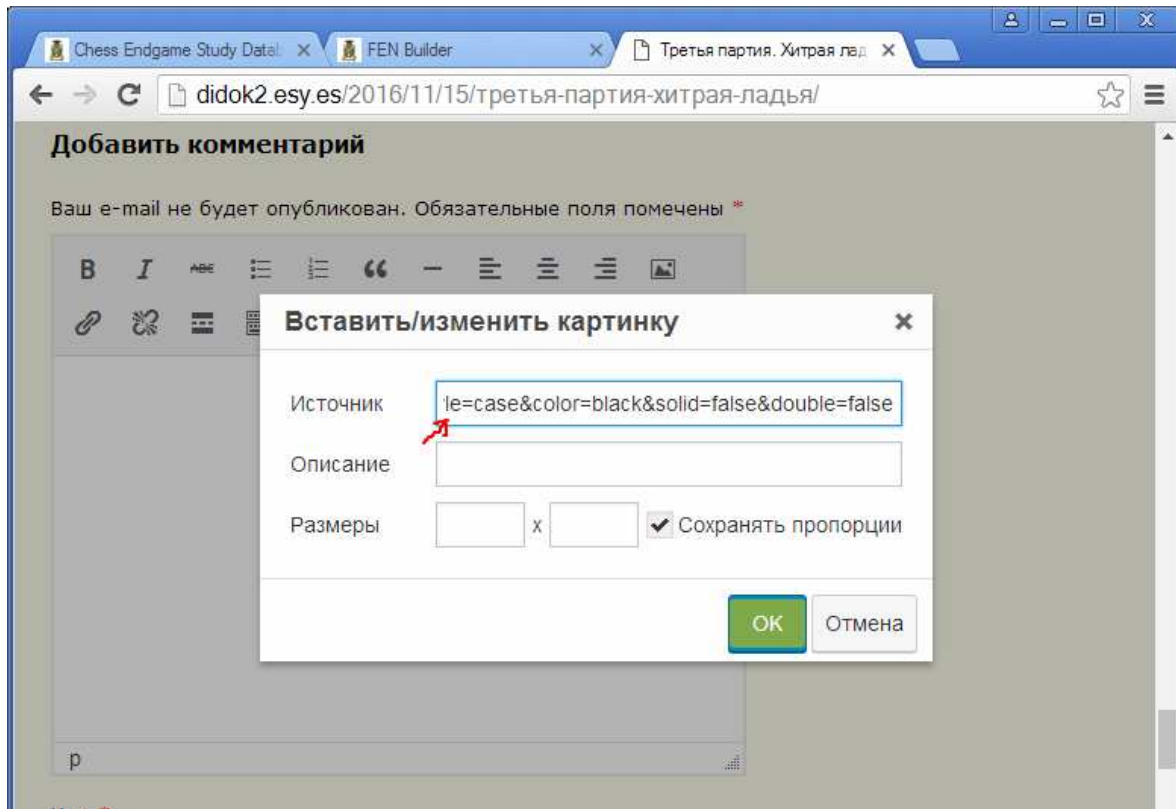 Chess Endgame Study Datab
FEN Builder
Третья партия. Хитрая лад
didok2.esy.es/2016/11/15/третья-партия-хитрая-ладья/
Добавить комментарий
Ваш e-mail не будет опубликован. Обязательные поля помечены *
B I ABE
Вставить/изменить картинку
Источник le=case&color=black&solid=false&double=false
Описание
Размеры x Сохранять пропорции
OK Отмена
p